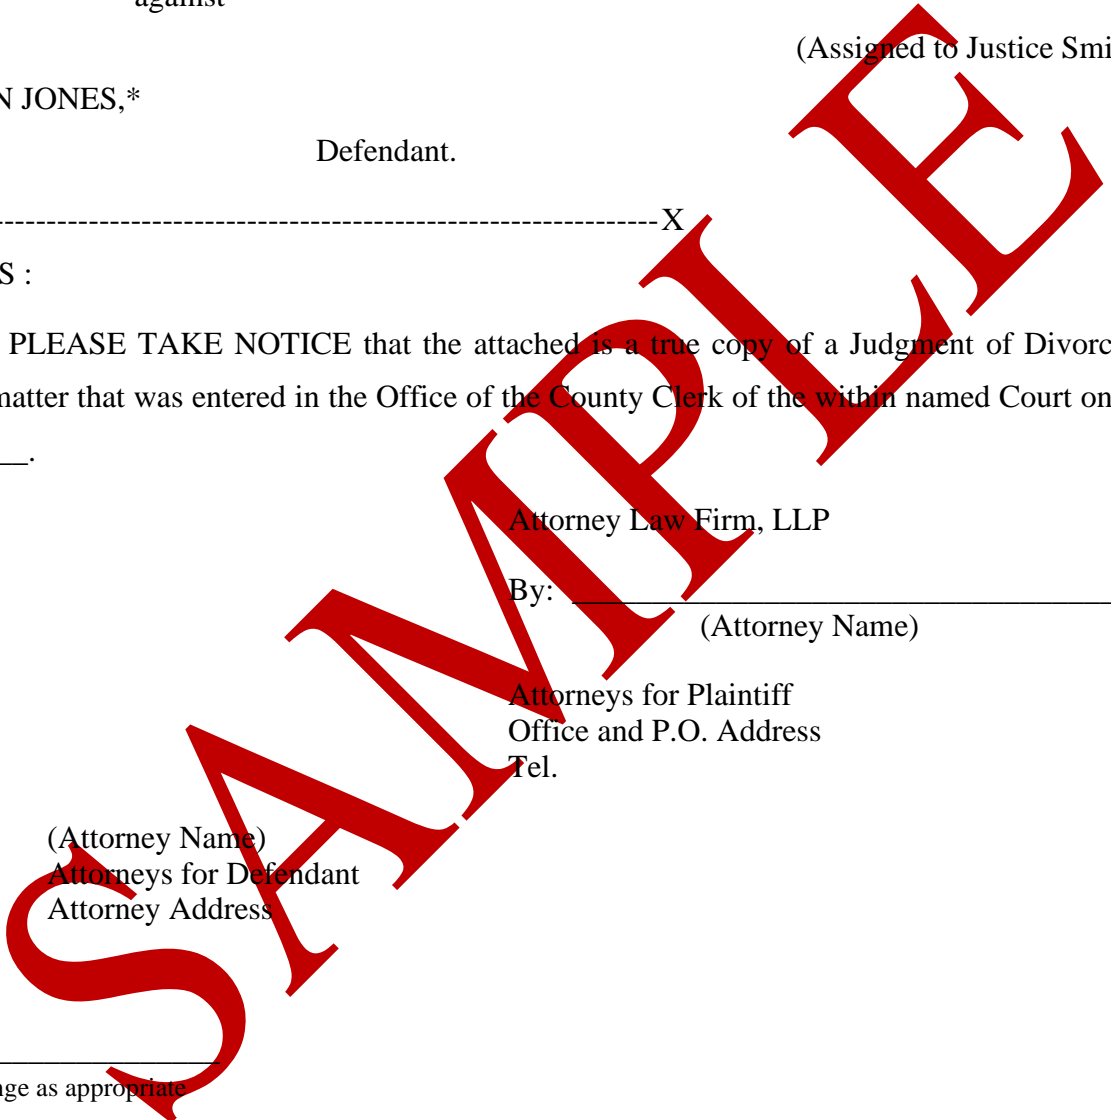 against
(Assigned to Justice Smi
N JONES,*
Defendant.
-----------------------------------------------------------------X
S :
PLEASE TAKE NOTICE that the attached is a true copy of a Judgment of Divorc
matter that was entered in the Office of the County Clerk of the within named Court on
__.
Attorney Law Firm, LLP
By: ___________________________________
(Attorney Name)
Attorneys for Plaintiff
Office and P.O. Address
Tel.
(Attorney Name)
Attorneys for Defendant
Attorney Address
______________
nge as appropriate
SAMPLE